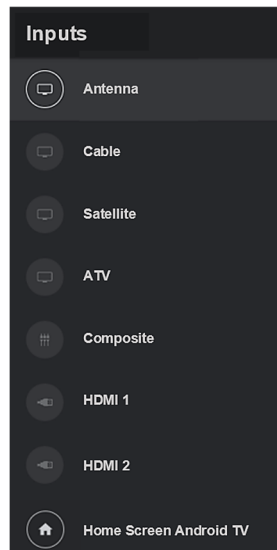 Inputs
Antenna
Cable
Satellite
ATV
Composite
HDMI 1
HDMI 2
Home Screen Android TV